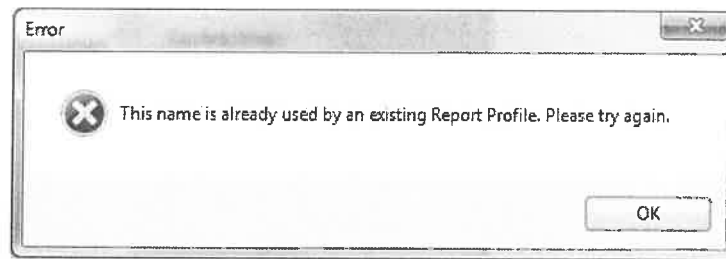 Error
This name is already used by an existing Report Profile. Please try again.
OK